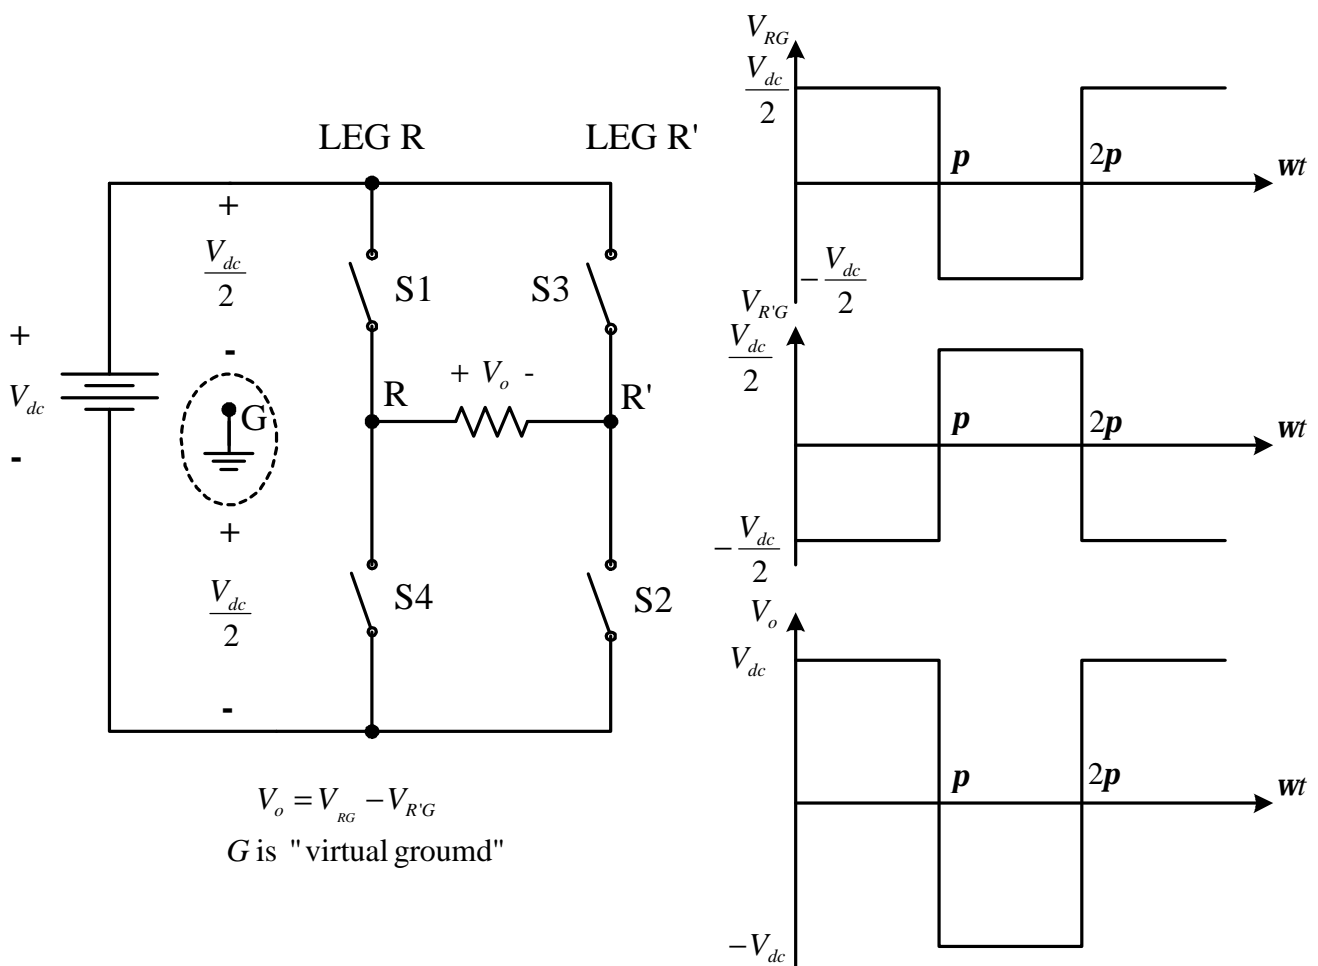 LEG R
LEG R'
+
V_dc
-
+
V_dc/2
-
G
+
V_dc/2
-
S1
S3
R
+ V_o -
R'
S4
S2
V_o = V_RG − V_R'G
G is "virtual groumd"
V_RG
V_dc/2
p
2p
wt
−V_dc/2
V_R'G
V_dc/2
p
2p
wt
−V_dc/2
V_o
V_dc
p
2p
wt
−V_dc